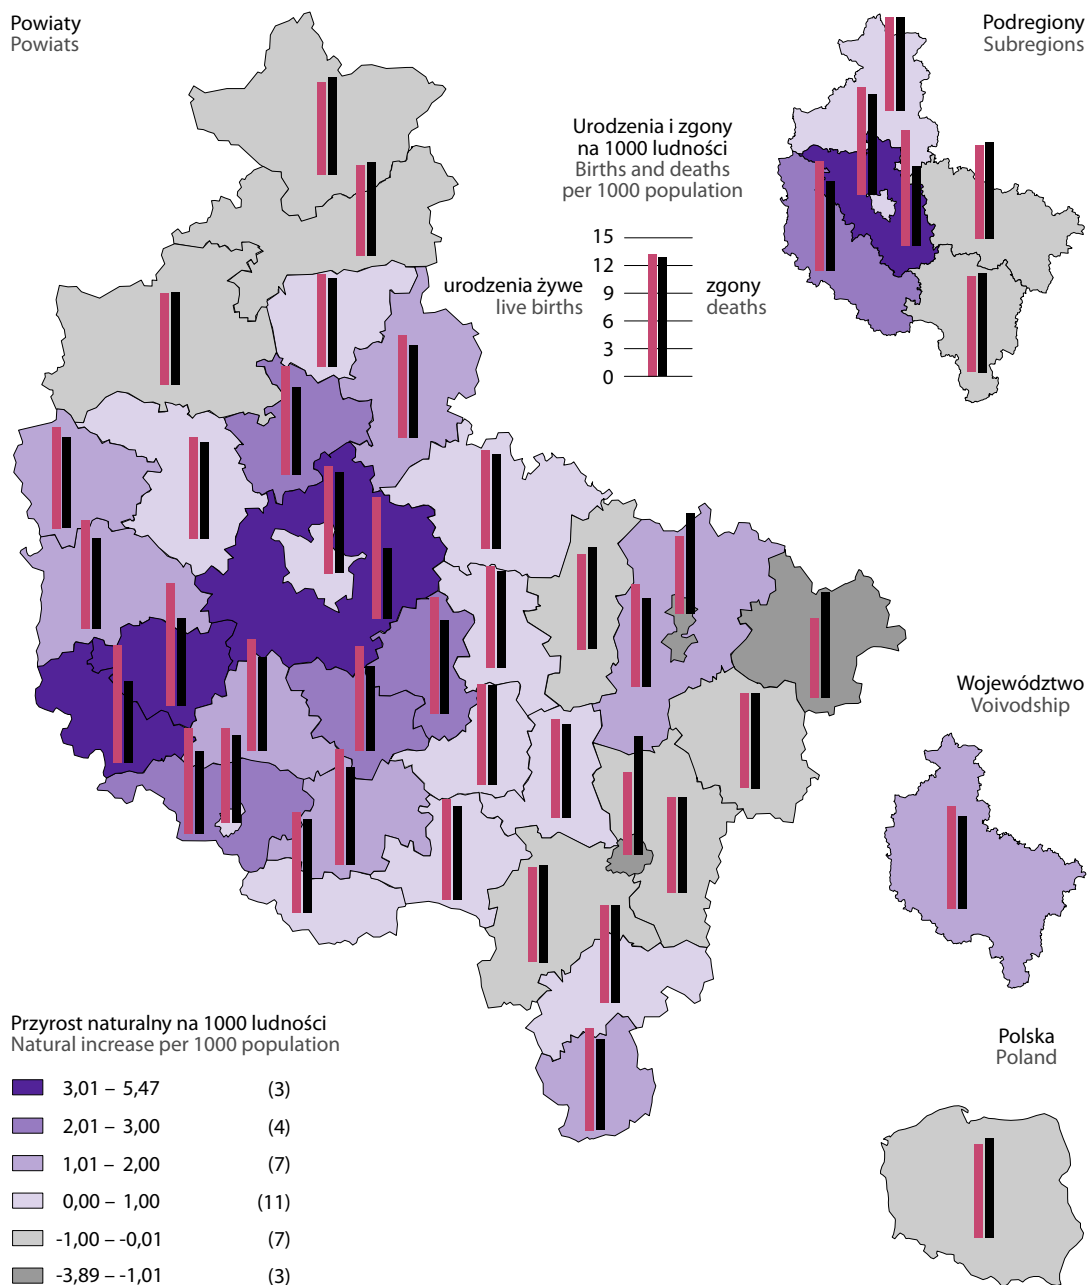 Powiaty
Powiats
Podregiony
Subregions
Urodzenia i zgony
na 1000 ludności
Births and deaths
per 1000 population
15
12
9
6
3
0
urodzenia żywe
live births
zgony
deaths
Województwo
Voivodship
Polska
Poland
Przyrost naturalny na 1000 ludności
Natural increase per 1000 population
3,01 – 5,47 (3)
2,01 – 3,00 (4)
1,01 – 2,00 (7)
0,00 – 1,00 (11)
-1,00 – -0,01 (7)
-3,89 – -1,01 (3)